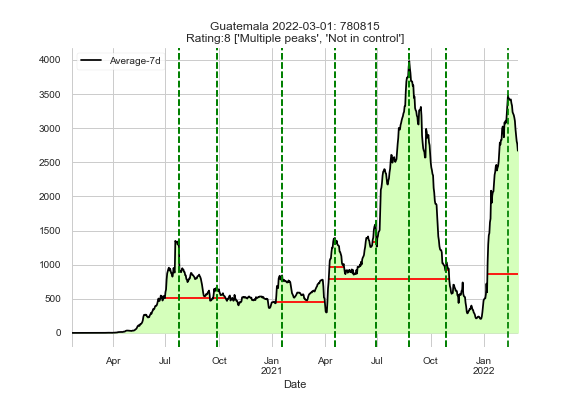 Guatemala 2022-03-01: 780815
Rating:8 ['Multiple peaks', 'Not in control']
Average-7d
4000
3500
3000
2500
2000
1500
1000
500
0
Apr Jul Oct Jan Apr Jul Oct Jan
2021 2022
Date